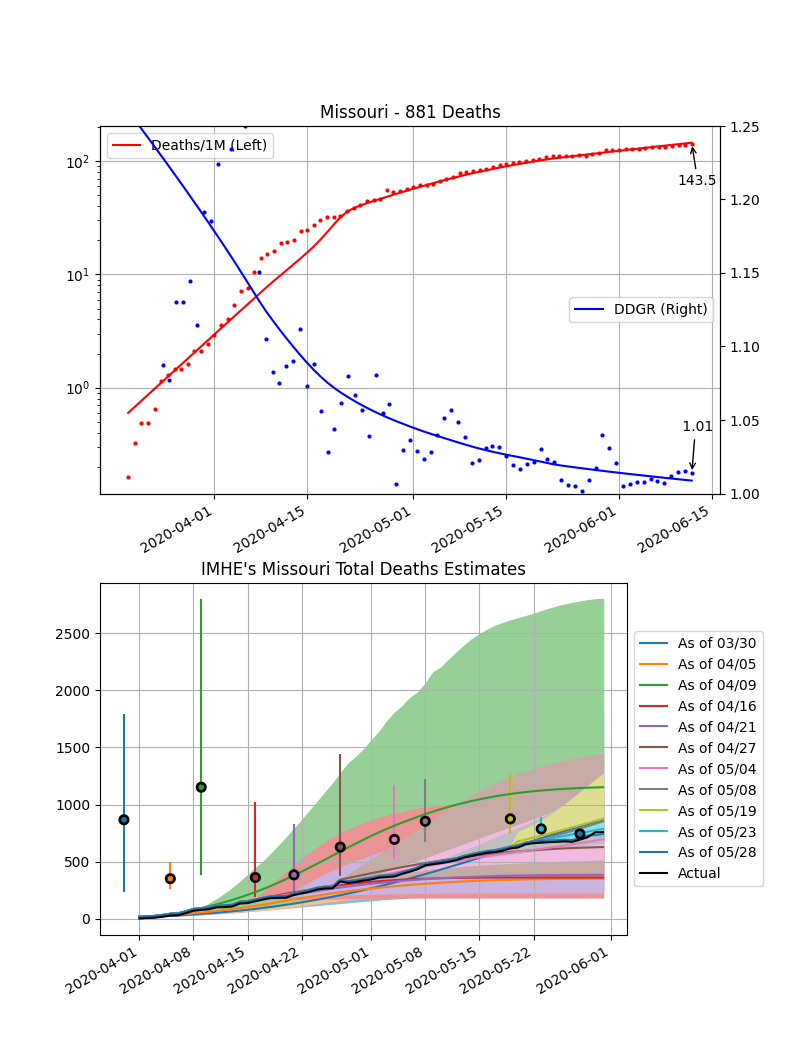 Missouri - 881 Deaths
Deaths/1M (Left)
DDGR (Right)
143.5
1.01
10²
10¹
10⁰
1.25
1.20
1.15
1.10
1.05
1.00
2020-04-01
2020-04-15
2020-05-01
2020-05-15
2020-06-01
2020-06-15
IMHE's Missouri Total Deaths Estimates
2500
2000
1500
1000
500
0
2020-04-01
2020-04-08
2020-04-15
2020-04-22
2020-05-01
2020-05-08
2020-05-15
2020-05-22
2020-06-01
As of 03/30
As of 04/05
As of 04/09
As of 04/16
As of 04/21
As of 04/27
As of 05/04
As of 05/08
As of 05/19
As of 05/23
As of 05/28
Actual